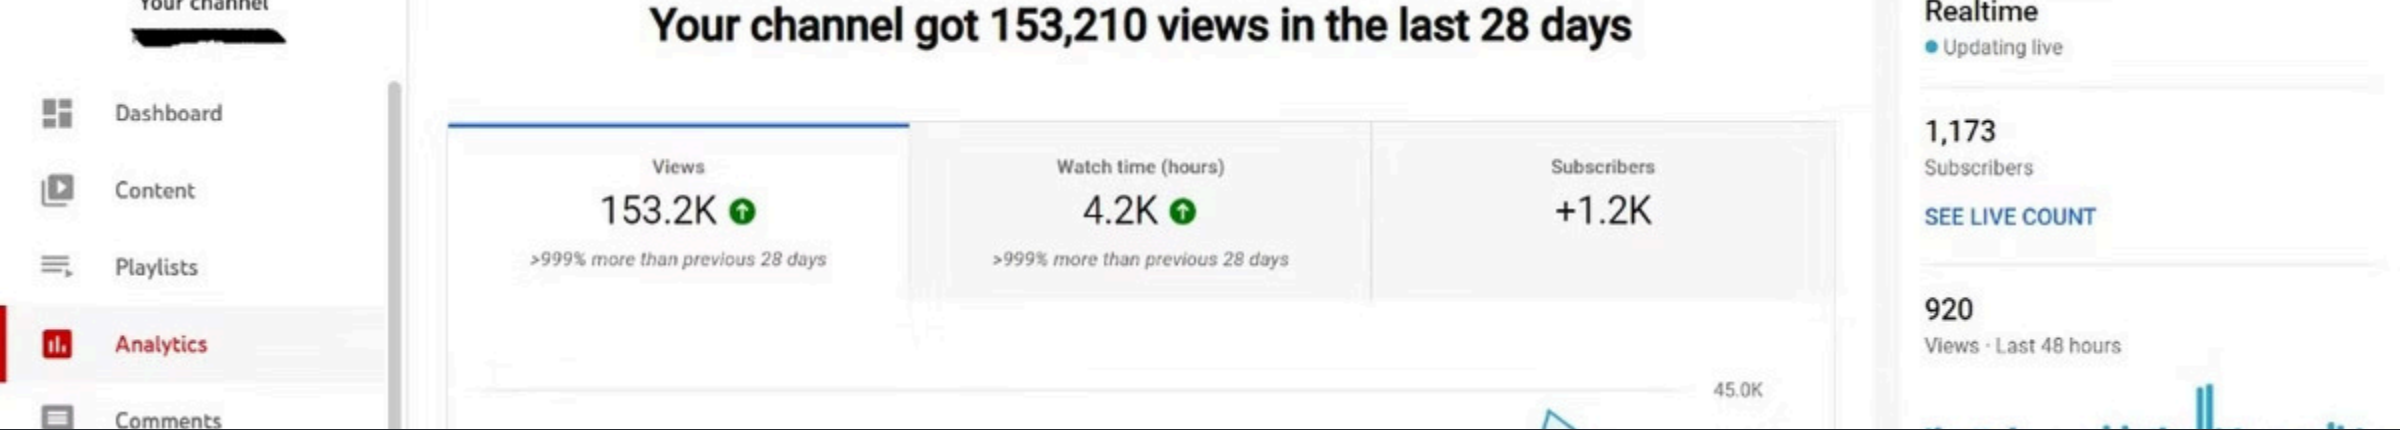 Your channel
Dashboard
Content
Playlists
Analytics
Comments
Your channel got 153,210 views in the last 28 days
Views
153.2K
>999% more than previous 28 days
Watch time (hours)
4.2K
>999% more than previous 28 days
Subscribers
+1.2K
45.0K
Realtime
Updating live
1,173
Subscribers
SEE LIVE COUNT
920
Views · Last 48 hours